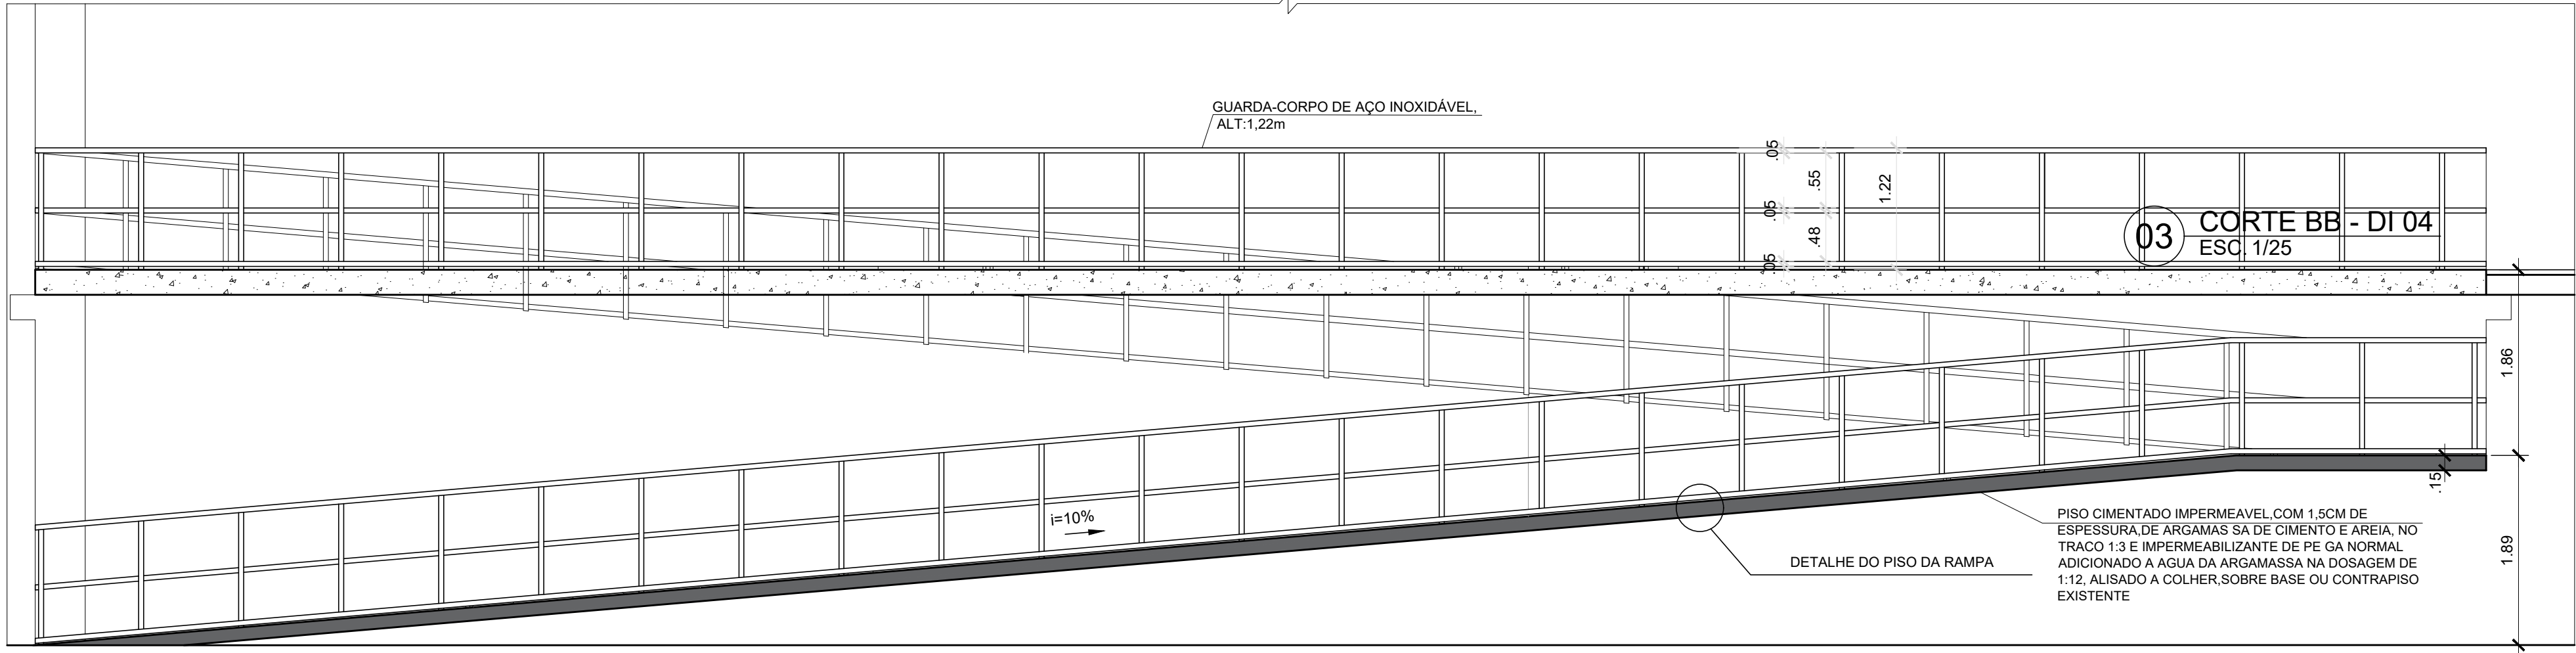 GUARDA-CORPO DE AÇO INOXIDÁVEL,
ALT:1,22m
.05
.55
1.22
.05
.48
.05
03
CORTE BB - DI 04
ESC. 1/25
1.86
.15
i=10%
DETALHE DO PISO DA RAMPA
PISO CIMENTADO IMPERMEAVEL,COM 1,5CM DE
ESPESSURA,DE ARGAMAS SA DE CIMENTO E AREIA, NO
TRACO 1:3 E IMPERMEABILIZANTE DE PE GA NORMAL
ADICIONADO A AGUA DA ARGAMASSA NA DOSAGEM DE
1:12, ALISADO A COLHER,SOBRE BASE OU CONTRAPISO
EXISTENTE
1.89